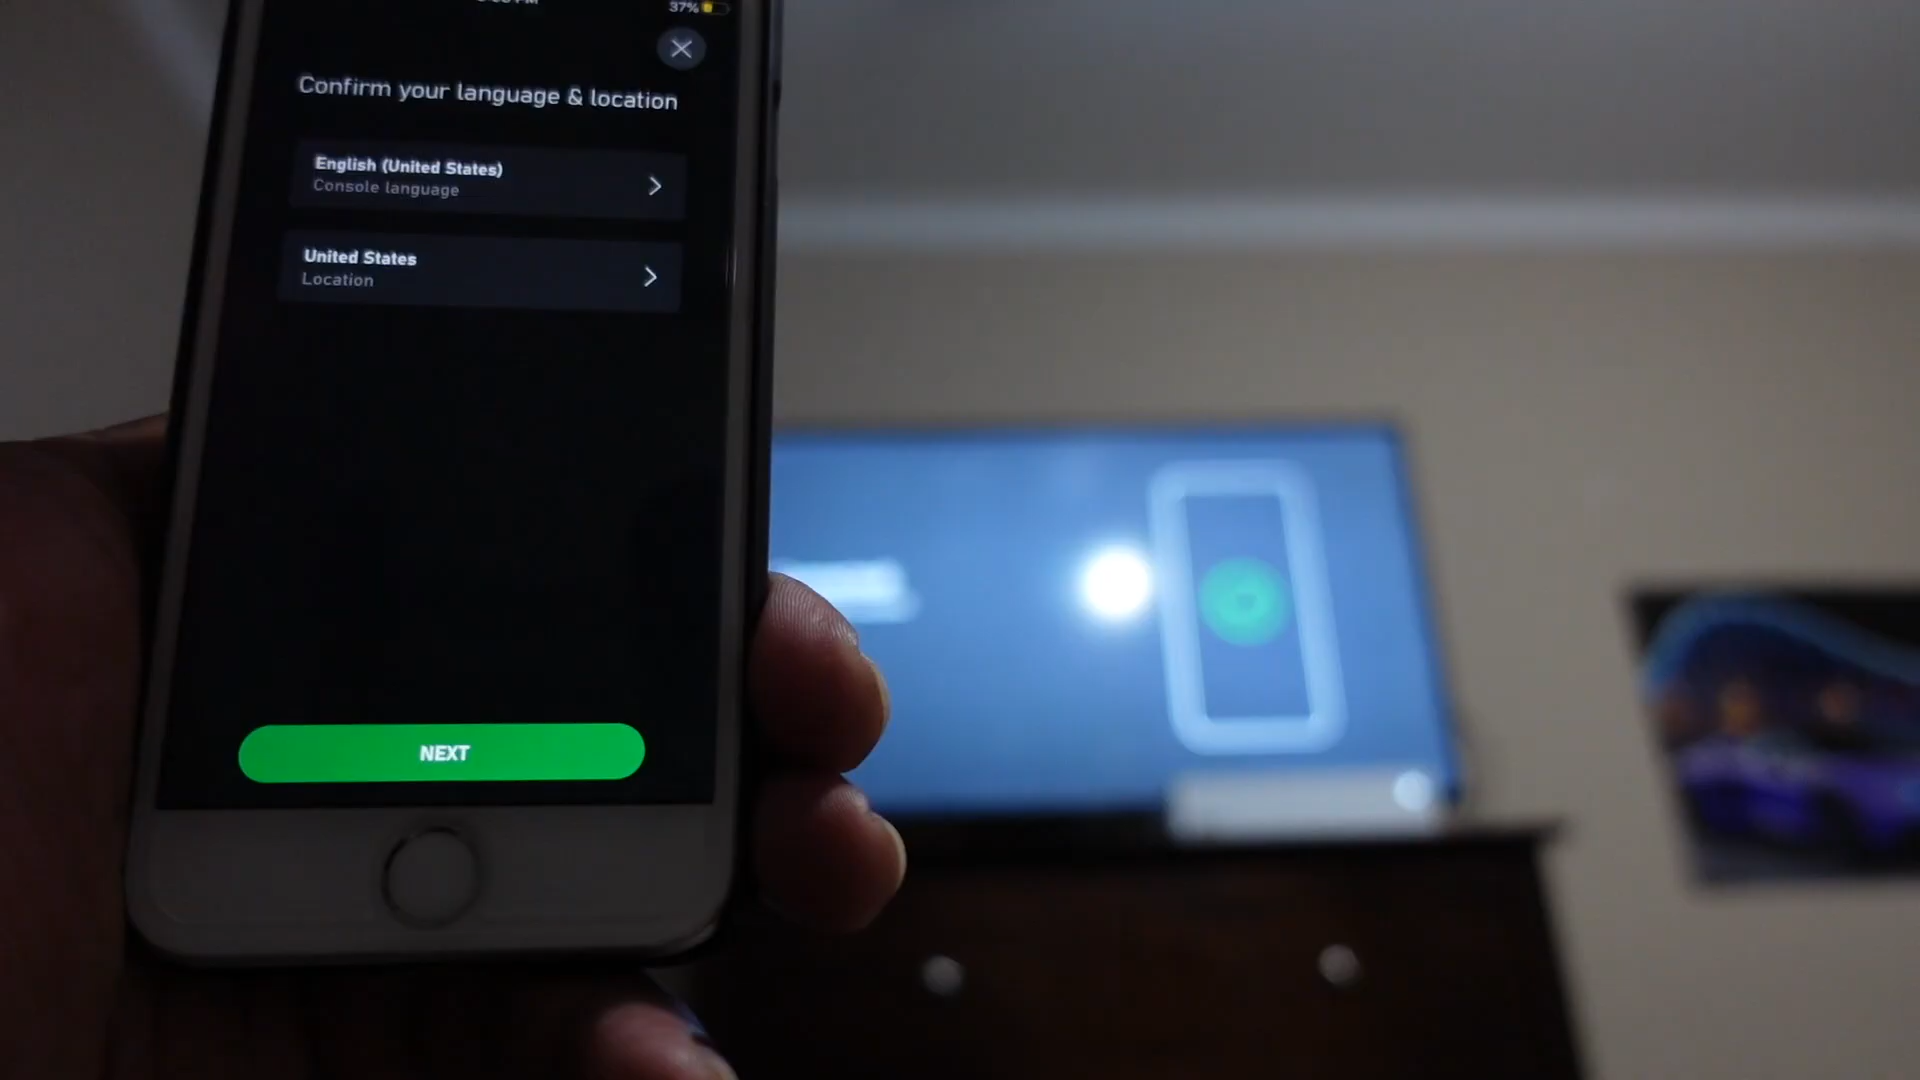 37%
Confirm your language & location
English (United States)
Console language
United States
Location
NEXT